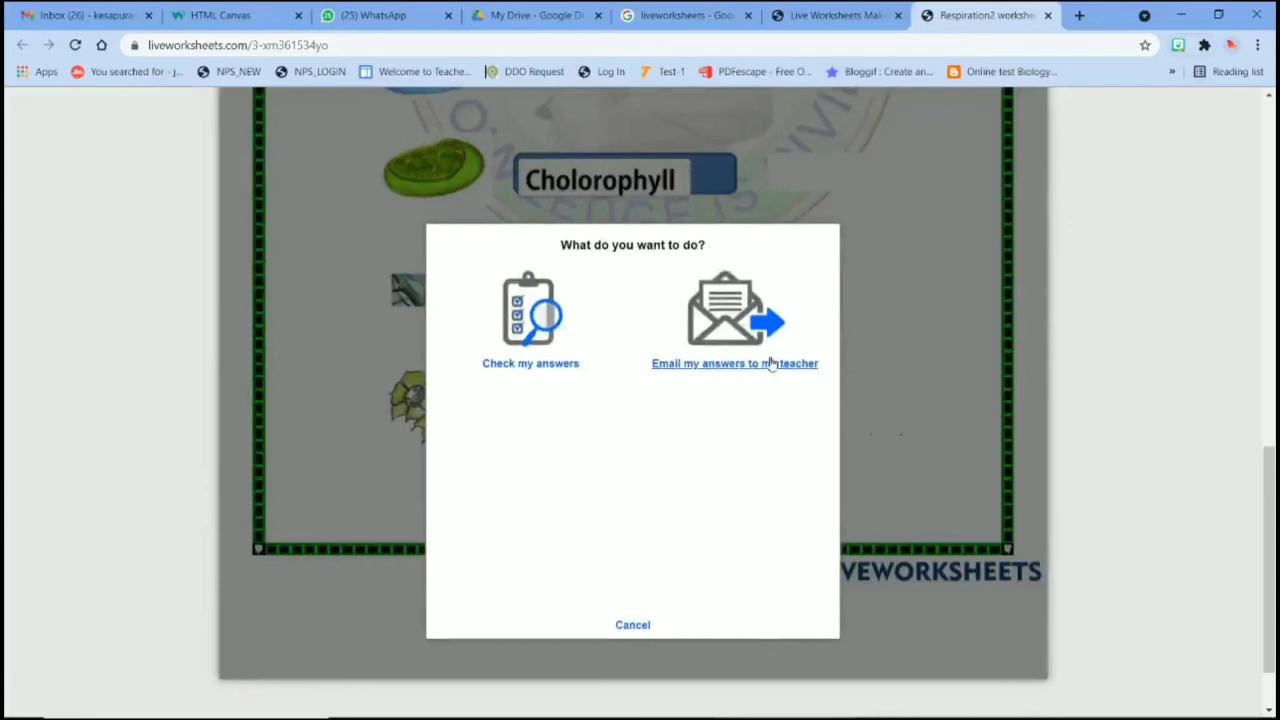 Inbox (26) - kesapura
HTML Canvas
(25) WhatsApp
My Drive - Google Dr
liveworksheets - Goo
Live Worksheets Mak
Respiration2 workshe
liveworksheets.com/3-xm361534yo
Apps
You searched for - j...
NPS_NEW
NPS_LOGIN
Welcome to Teache...
DDO Request
Log In
Test-1
PDFescape - Free O...
Bloggif : Create an...
Online test Biology...
»
Reading list
Cholorophyll
What do you want to do?
Check my answers
Email my answers to my teacher
VEWORKSHEETS
Cancel